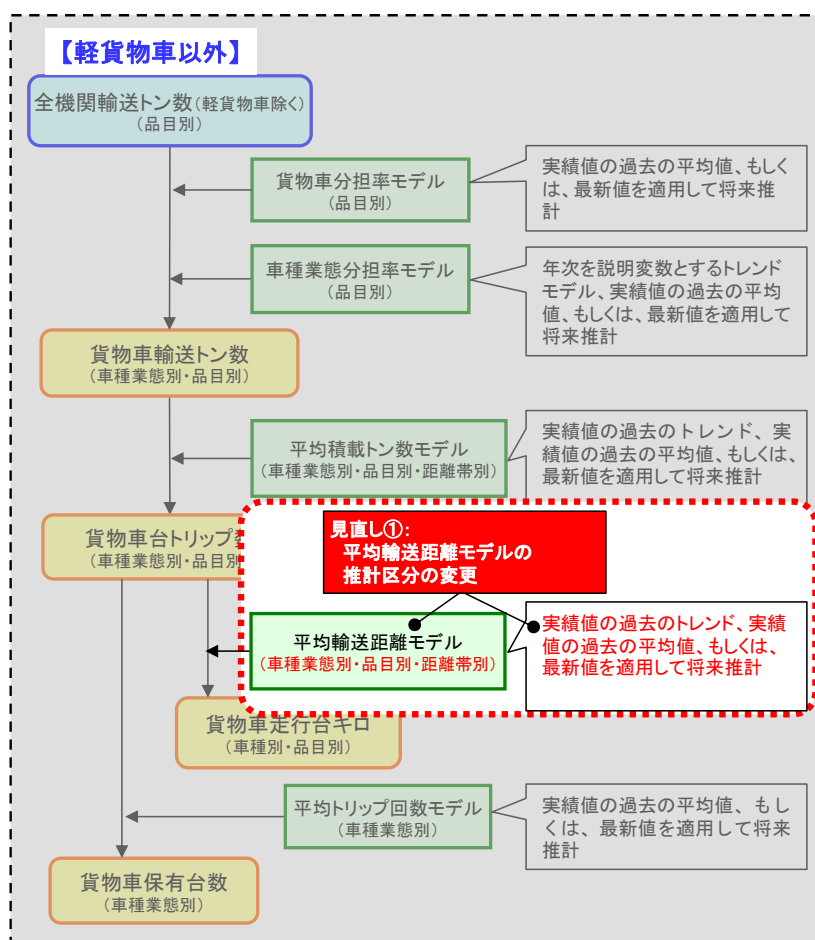 【軽貨物車以外】
全機関輸送トン数(軽貨物車除く)
(品目別)
貨物車分担率モデル
(品目別)
実績値の過去の平均値、もしく
は、最新値を適用して将来推
計
車種業態分担率モデル
(品目別)
年次を説明変数とするトレンド
モデル、実績値の過去の平均
値、もしくは、最新値を適用して
将来推計
貨物車輸送トン数
(車種業態別・品目別)
平均積載トン数モデル
(車種業態別・品目別・距離帯別)
実績値の過去のトレンド、実
績値の過去の平均値、もしくは、
最新値を適用して将来推計
貨物車台トリップ
(車種業態別・品目別
見直し①:
平均輸送距離モデルの
推計区分の変更
平均輸送距離モデル
(車種業態別・品目別・距離帯別)
実績値の過去のトレンド、実績
値の過去の平均値、もしくは、
最新値を適用して将来推計
貨物車走行台キロ
(車種別・品目別)
平均トリップ回数モデル
(車種業態別)
実績値の過去の平均値、もし
くは、最新値を適用して将来
推計
貨物車保有台数
(車種業態別)